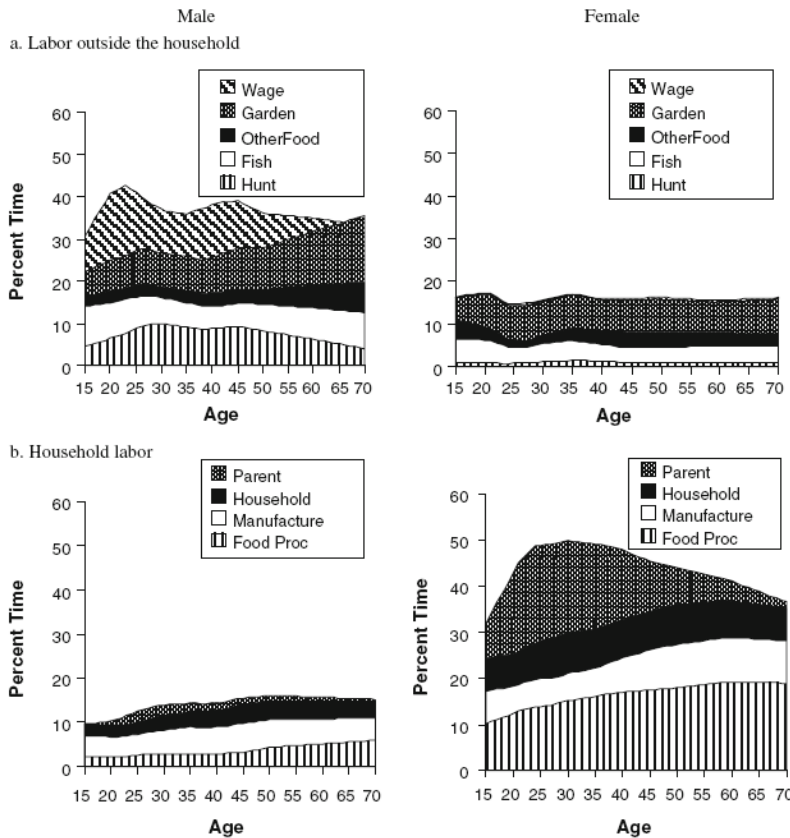 Male Female
a. Labor outside the household
Wage
Garden
OtherFood
Fish
Hunt
60
50
40
30
20
10
0
Percent Time
15 20 25 30 35 40 45 50 55 60 65 70
Age
Wage
Garden
OtherFood
Fish
Hunt
60
50
40
30
20
10
0
15 20 25 30 35 40 45 50 55 60 65 70
Age
b. Household labor
Parent
Household
Manufacture
Food Proc
60
50
40
30
20
10
0
Percent Time
15 20 25 30 35 40 45 50 55 60 65 70
Age
Parent
Household
Manufacture
Food Proc
60
50
40
30
20
10
0
Percent Time
15 20 25 30 35 40 45 50 55 60 65 70
Age